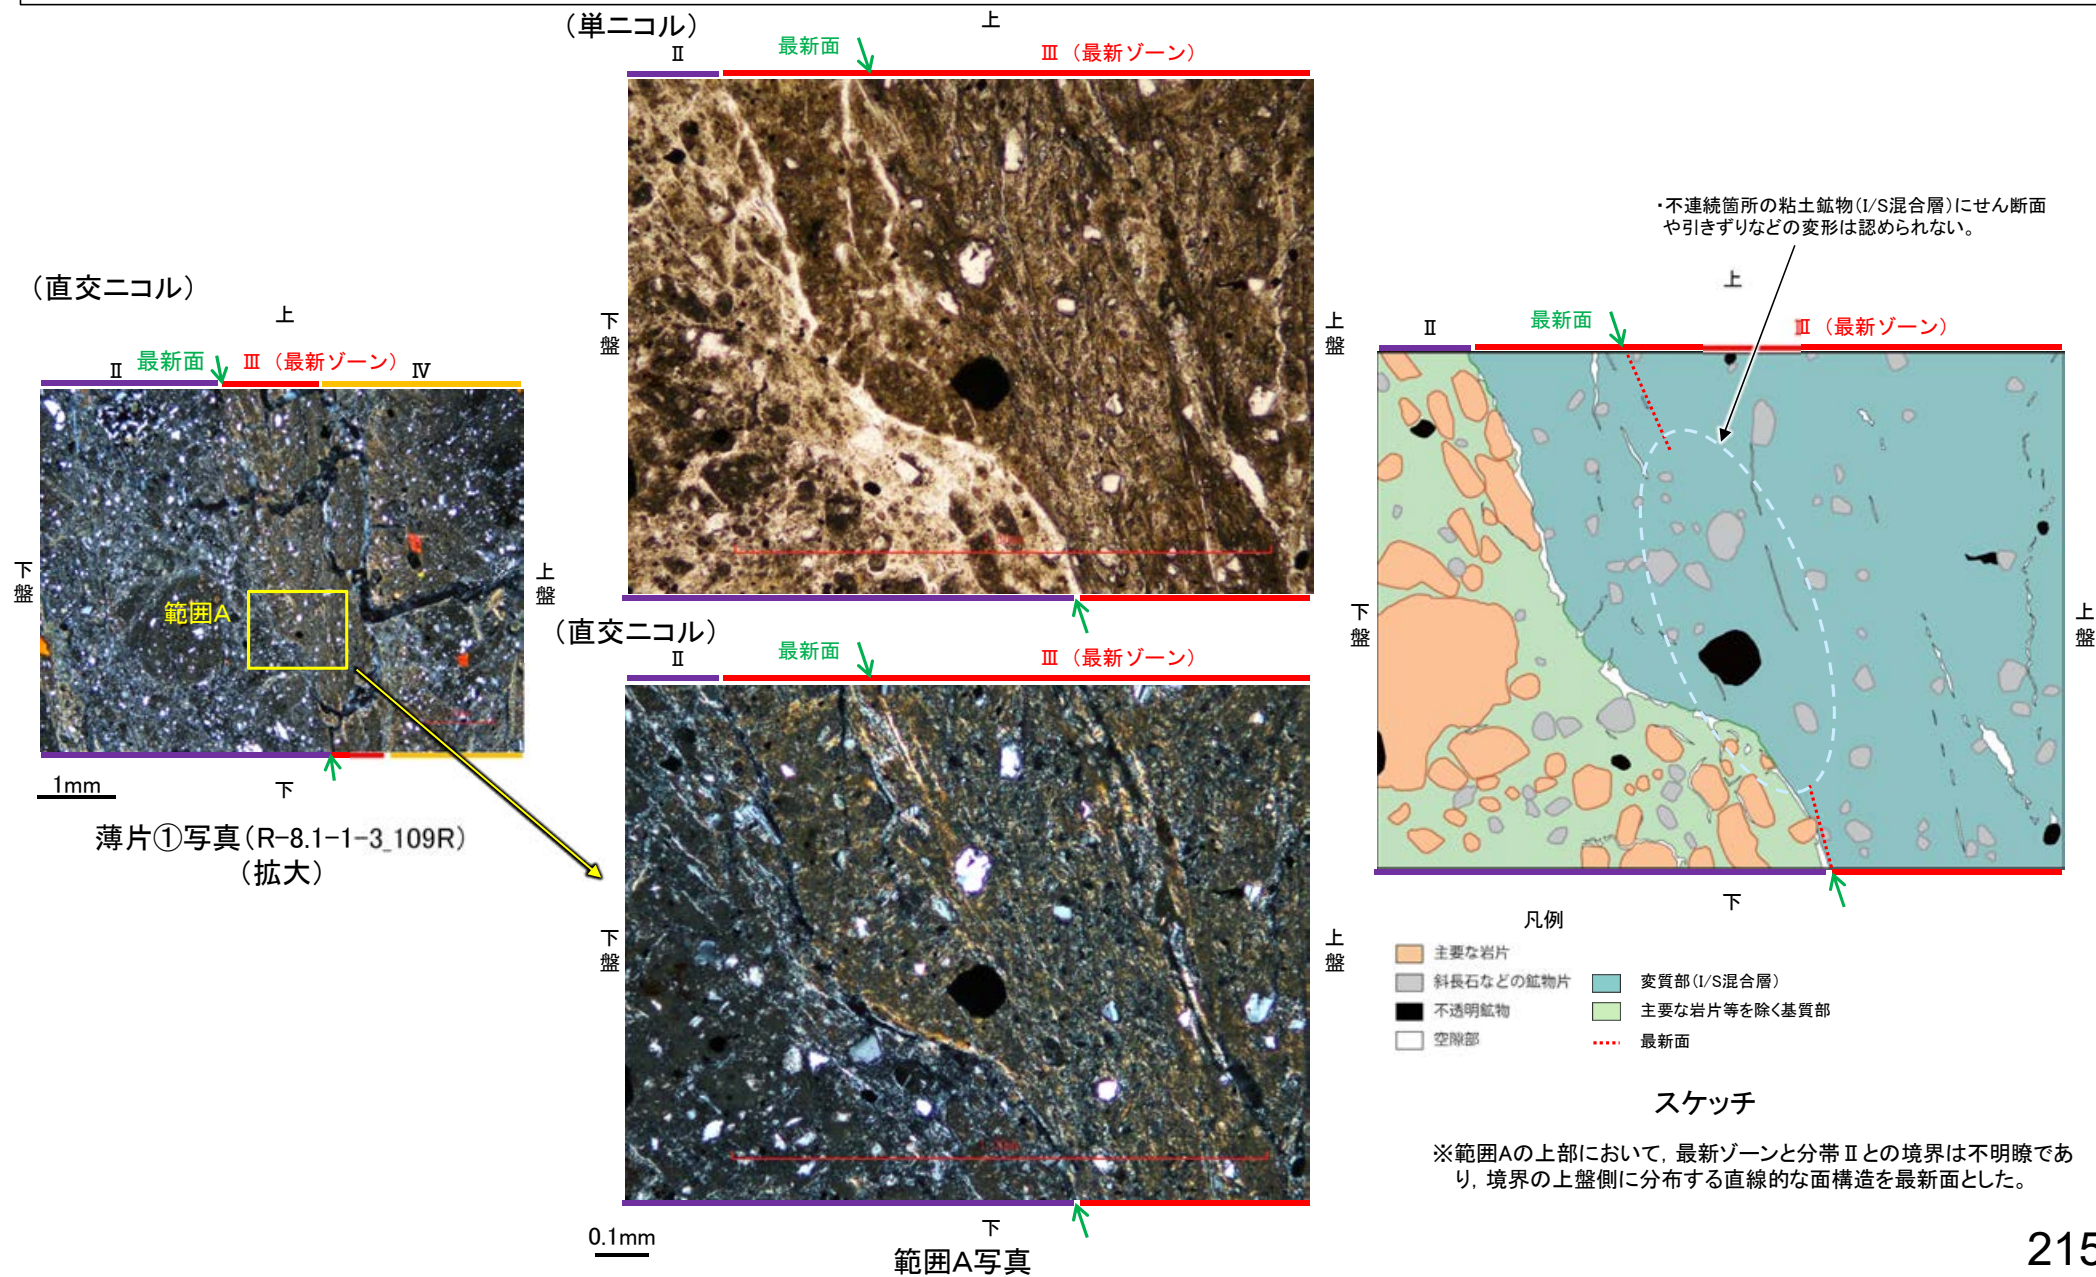 （単ニコル）
上
Ⅱ
最新面
Ⅲ（最新ゾーン）
下盤
上盤
（直交ニコル）
上
Ⅱ
最新面
Ⅲ（最新ゾーン）
Ⅳ
下盤
上盤
範囲A
1mm
下
薄片①写真(R-8.1-1-3_109R)
（拡大）
（直交ニコル）
Ⅱ
最新面
Ⅲ（最新ゾーン）
下盤
上盤
0.1mm
下
範囲A写真
・不連続箇所の粘土鉱物(I/S混合層)にせん断面
や引きずりなどの変形は認められない。
上
Ⅱ
最新面
Ⅲ（最新ゾーン）
下盤
上盤
下
凡例
主要な岩片
斜長石などの鉱物片
不透明鉱物
空隙部
変質部(I/S混合層)
主要な岩片等を除く基質部
最新面
スケッチ
※範囲Aの上部において，最新ゾーンと分帯Ⅱとの境界は不明瞭であ
り，境界の上盤側に分布する直線的な面構造を最新面とした。
215